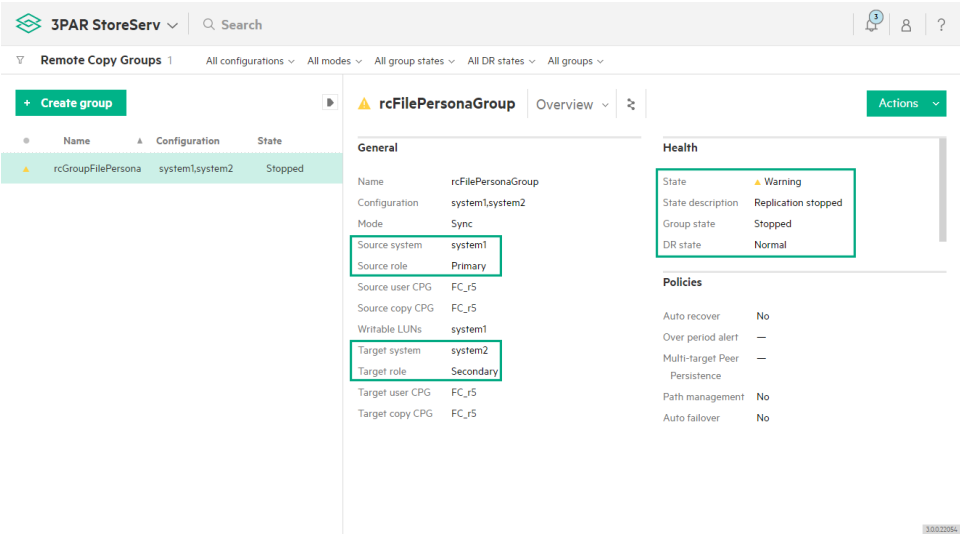 3PAR StoreServ Search 3 ?
Remote Copy Groups 1 All configurations All modes All group states All DR states All groups
+ Create group
Name Configuration State
rcGroupFilePersona system1,system2 Stopped
rcFilePersonaGroup Overview Actions
General
Name rcFilePersonaGroup
Configuration system1,system2
Mode Sync
Source system system1
Source role Primary
Source user CPG FC_r5
Source copy CPG FC_r5
Writable LUNs system1
Target system system2
Target role Secondary
Target user CPG FC_r5
Target copy CPG FC_r5
Health
State Warning
State description Replication stopped
Group state Stopped
DR state Normal
Policies
Auto recover No
Over period alert —
Multi-target Peer —
Persistence
Path management No
Auto failover No
3.0.0.22054